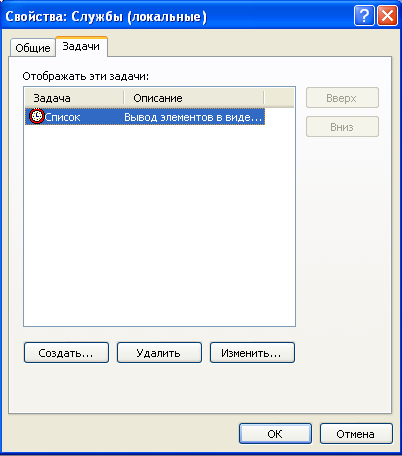 Свойства: Службы (локальные)
Общие Задачи
Отображать эти задачи:
Задача Описание
Список Вывод элементов в виде...
Вверх
Вниз
Создать... Удалить Изменить...
OK Отмена